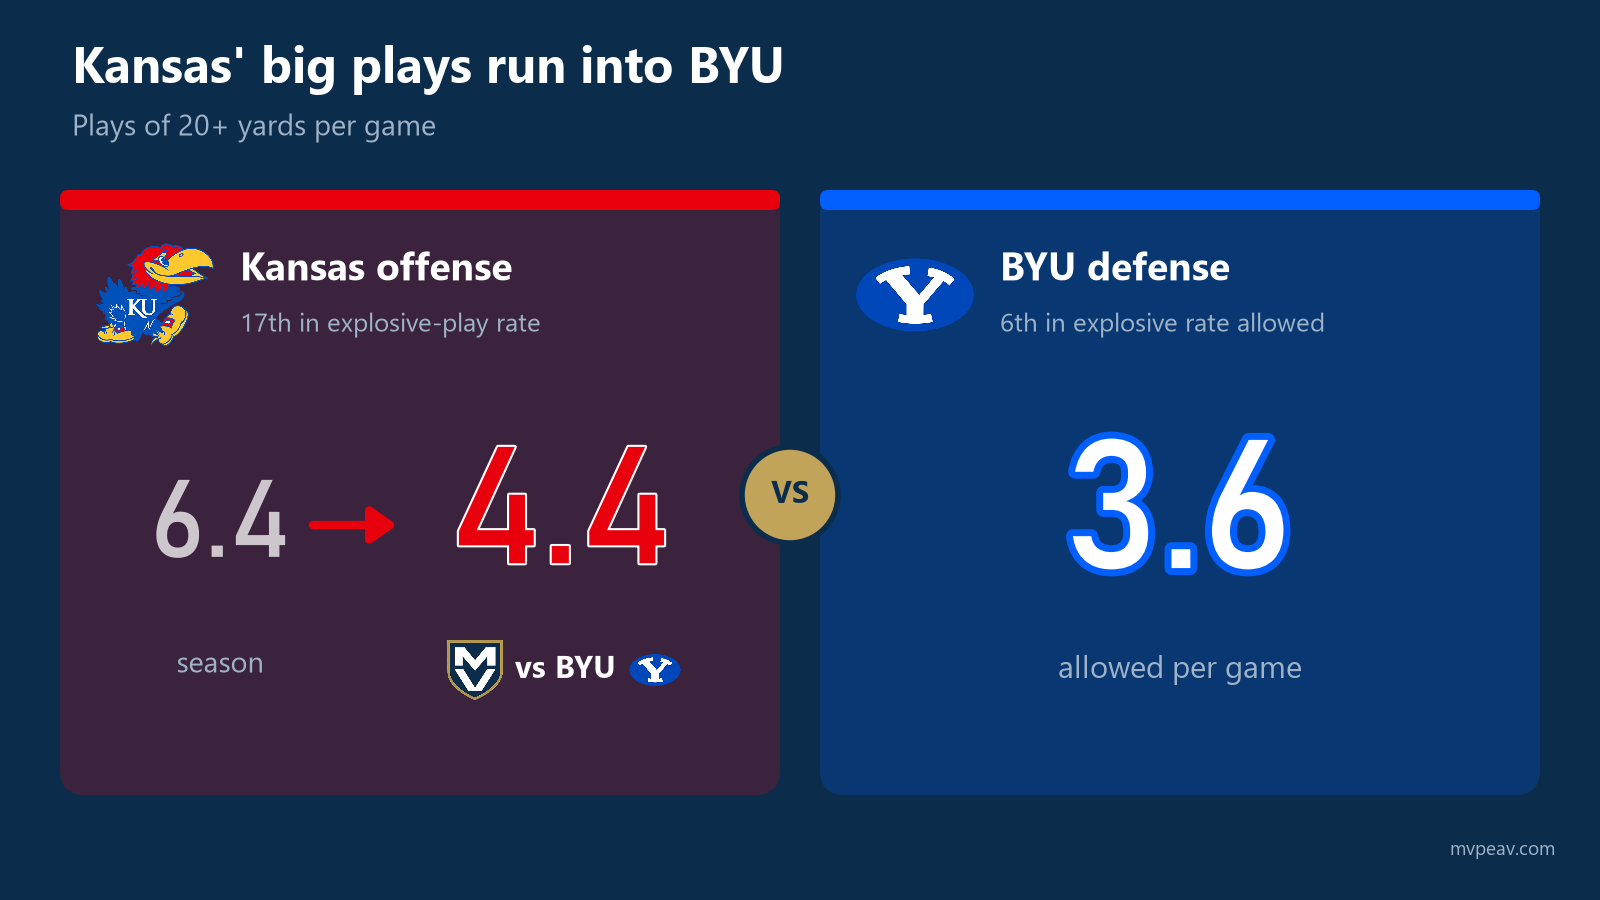 Kansas' big plays run into BYU
Plays of 20+ yards per game
KU
Kansas offense
17th in explosive-play rate
6.4
4.4
season
MV
vs BYU
Y
VS
Y
BYU defense
6th in explosive rate allowed
3.6
allowed per game
mvpeav.com